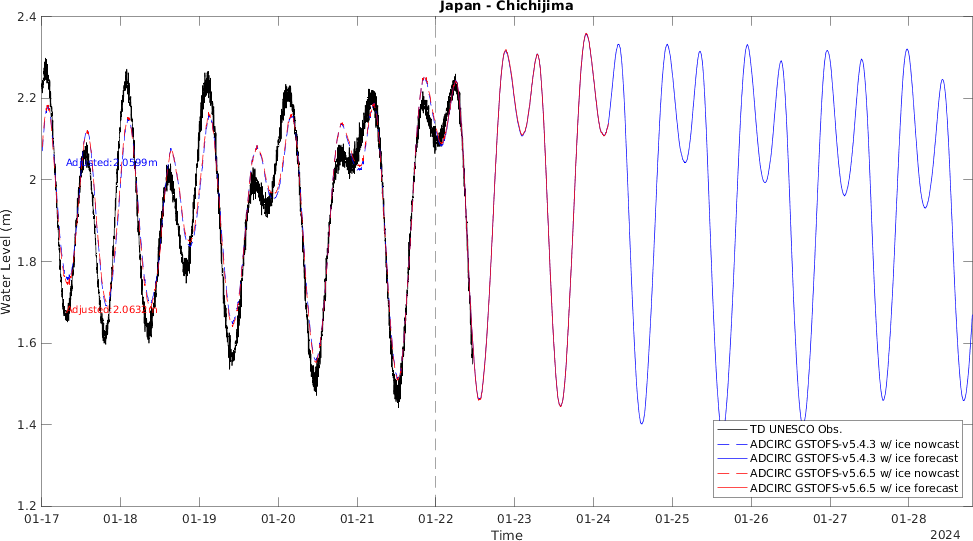 Japan - Chichijima
Water Level (m)
2.4
2.2
2
1.8
1.6
1.4
1.2
Adjusted:2.0599m
Adjusted:2.0632m
TD UNESCO Obs.
ADCIRC GSTOFS-v5.4.3 w/ ice nowcast
ADCIRC GSTOFS-v5.4.3 w/ ice forecast
ADCIRC GSTOFS-v5.6.5 w/ ice nowcast
ADCIRC GSTOFS-v5.6.5 w/ ice forecast
01-17 01-18 01-19 01-20 01-21 01-22 01-23 01-24 01-25 01-26 01-27 01-28
Time
2024